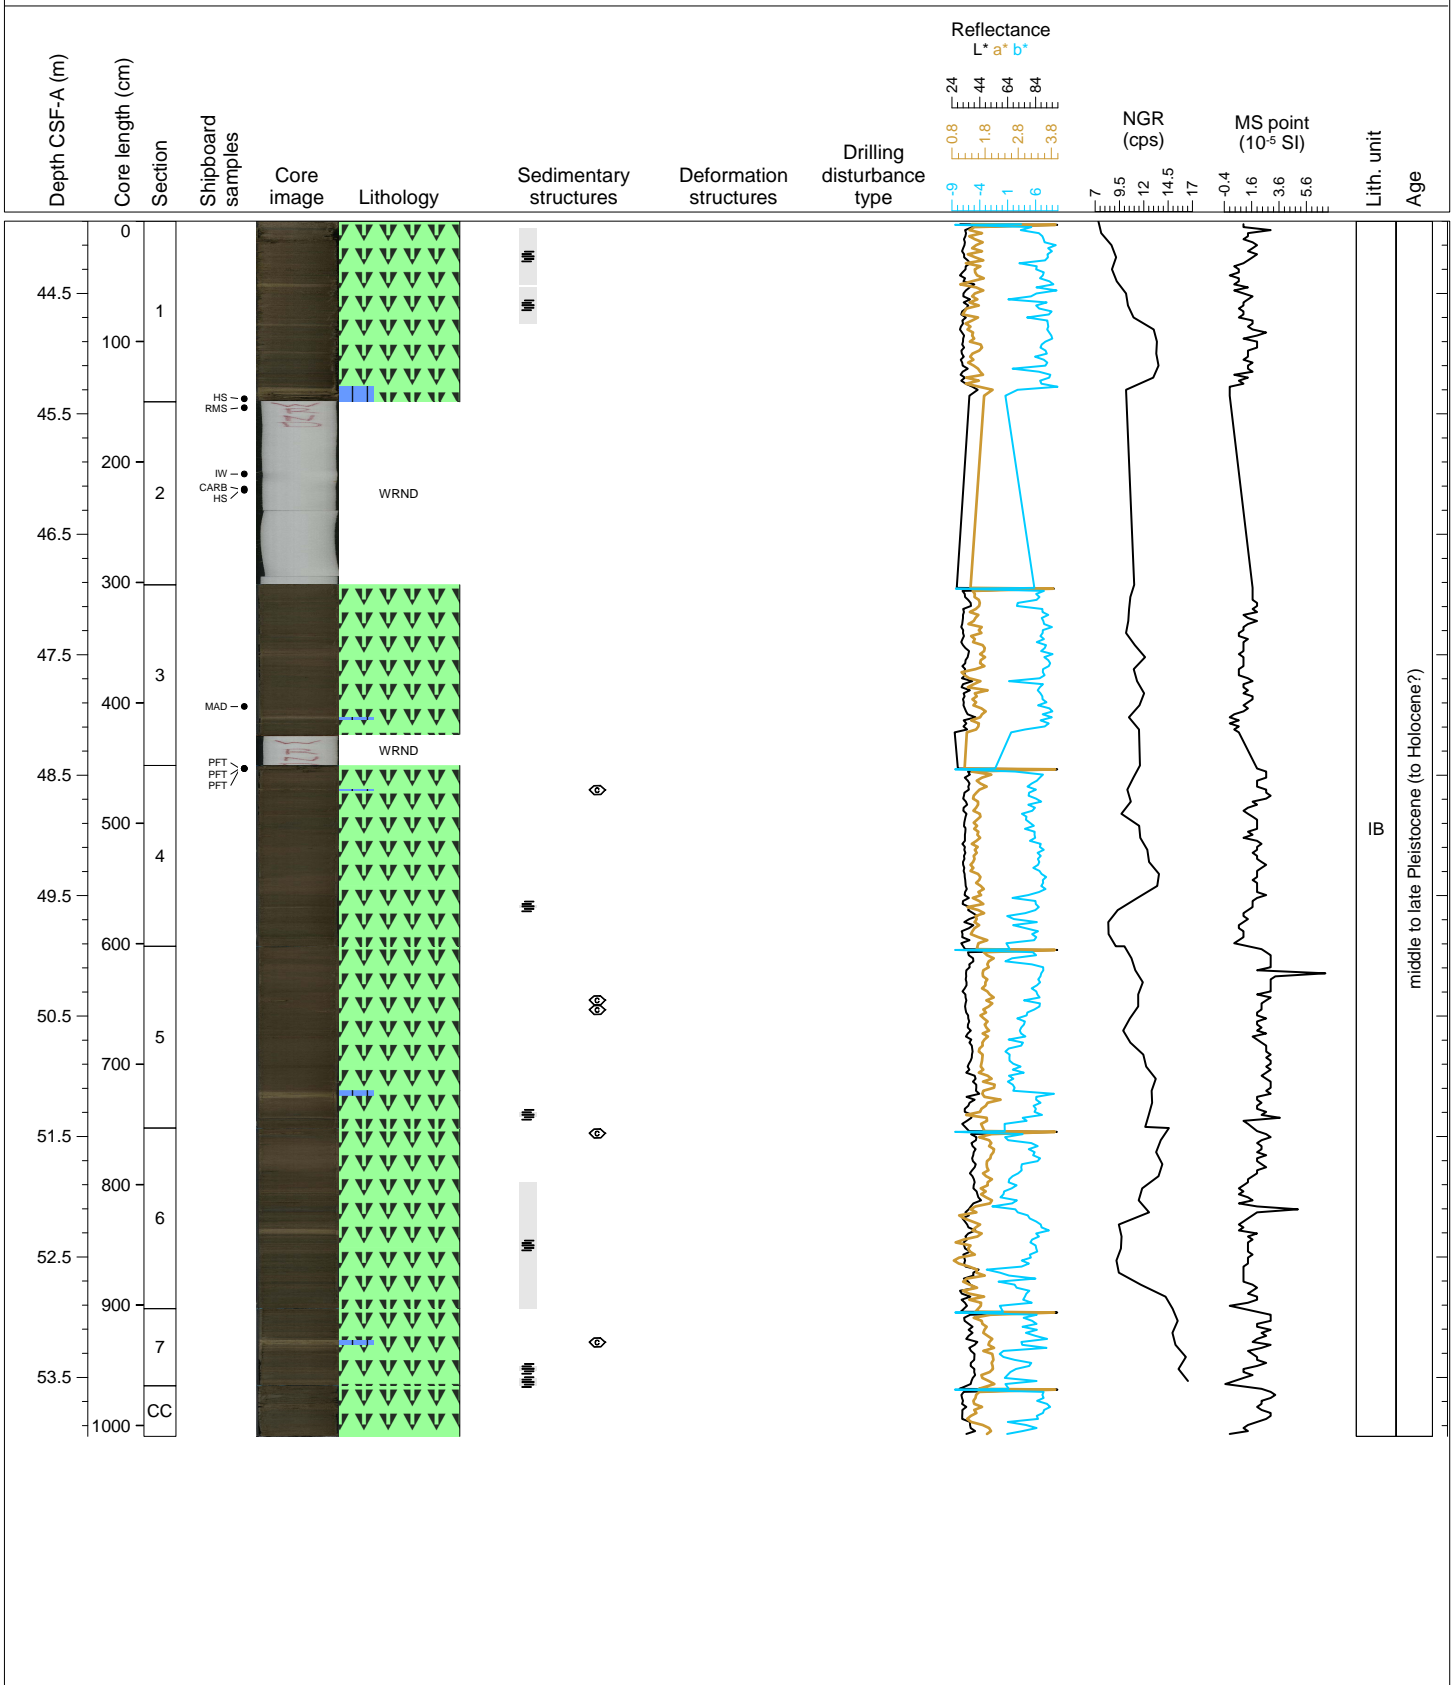 Reflectance
L* a* b*
24 44 64 84
0.8 1.8 2.8 3.8
-9 -4 1 6
NGR
(cps)
7 9.5 12 14.5 17
MS point
(10⁻⁵ SI)
-0.4 1.6 3.6 5.6
Depth CSF-A (m)
Core length (cm)
Section
Shipboard
samples
Core
image
Lithology
Sedimentary
structures
Deformation
structures
Drilling
disturbance
type
Lith. unit
Age
0
44.5
1
100
HS
RMS
45.5
200
IW
CARB
HS
2
WRND
46.5
300
47.5
3
400
MAD
WRND
PFT
PFT
PFT
48.5
c
500
IB
4
49.5
600
c
c
50.5
5
700
51.5
c
800
6
52.5
900
7
c
53.5
CC
1000
middle to late Pleistocene (to Holocene?)